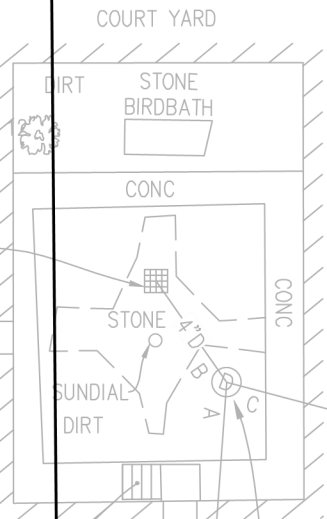 COURT YARD
DIRT
STONE
BIRDBATH
CONC
CONC
STONE
4"D
B
D
C
A
SUNDIAL
DIRT